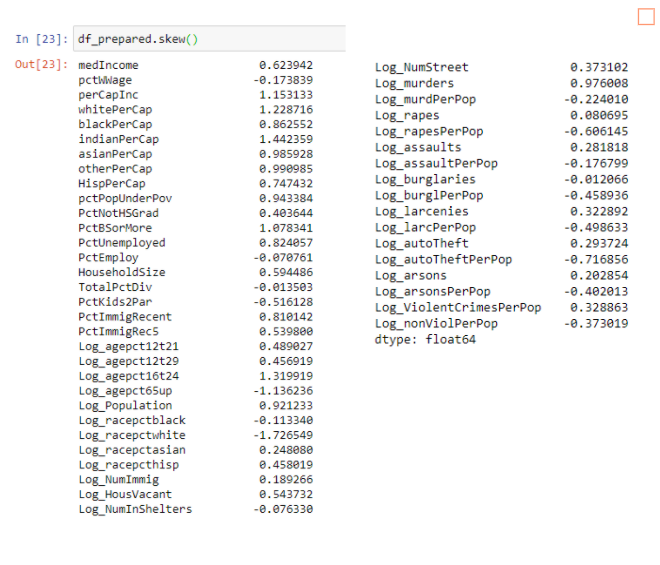 In [23]: df_prepared.skew()
Out[23]: medIncome 0.623942
pctWWage -0.173839
perCapInc 1.153133
whitePerCap 1.228716
blackPerCap 0.862552
indianPerCap 1.442359
asianPerCap 0.985928
otherPerCap 0.990985
HispPerCap 0.747432
pctPopUnderPov 0.943384
PctNotHSGrad 0.403644
PctBSorMore 1.078341
PctUnemployed 0.824057
PctEmploy -0.070761
HouseholdSize 0.594486
TotalPctDiv -0.013503
PctKids2Par -0.516128
PctImmigRecent 0.810142
PctImmigRec5 0.539800
Log_agepct12t21 0.489027
Log_agepct12t29 0.456919
Log_agepct16t24 1.319919
Log_agepct65up -1.136236
Log_Population 0.921233
Log_racepctblack -0.113340
Log_racepctwhite -1.726549
Log_racepctasian 0.248080
Log_racepcthisp 0.458019
Log_NumImmig 0.189266
Log_HousVacant 0.543732
Log_NumInShelters -0.076330
Log_NumStreet 0.373102
Log_murders 0.976008
Log_murdPerPop -0.224010
Log_rapes 0.080695
Log_rapesPerPop -0.606145
Log_assaults 0.281818
Log_assaultPerPop -0.176799
Log_burglaries -0.012066
Log_burglPerPop -0.458936
Log_larcenies 0.322892
Log_larcPerPop -0.498633
Log_autoTheft 0.293724
Log_autoTheftPerPop -0.716856
Log_arsons 0.202854
Log_arsonsPerPop -0.402013
Log_ViolentCrimesPerPop 0.328863
Log_nonViolPerPop -0.373019
dtype: float64